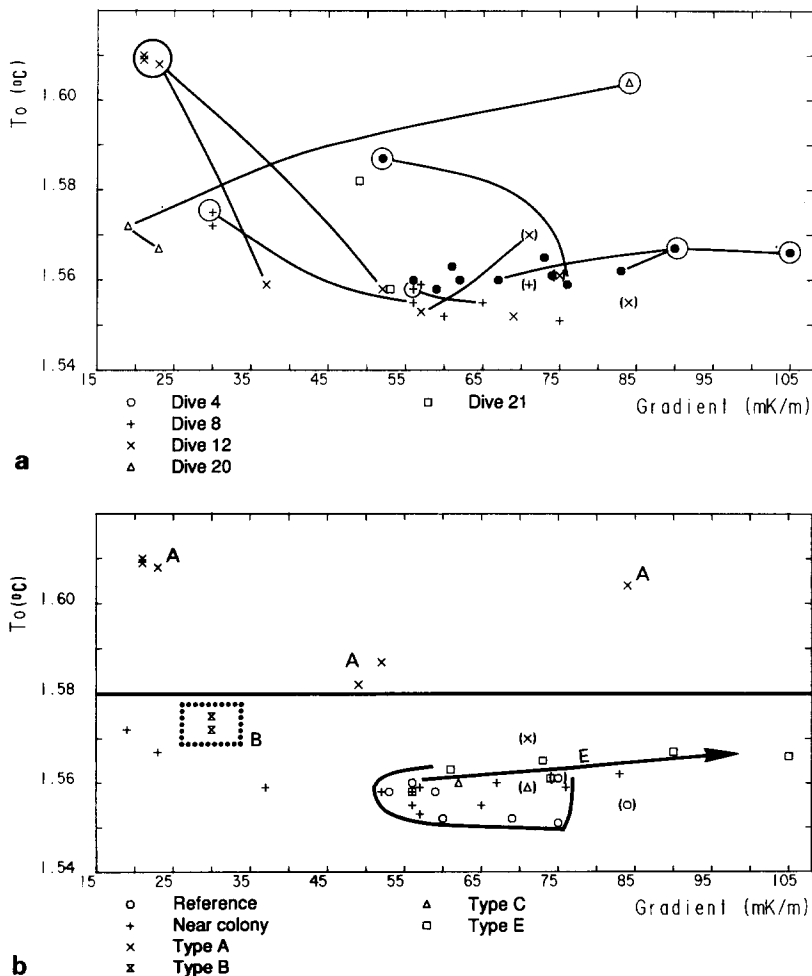 To (ºC)
1.60
1.58
1.56
1.54
15 25 35 45 55 65 75 85 95 105
Gradient (mK/m)
Dive 4
Dive 8
Dive 12
Dive 20
Dive 21
a
To (ºC)
1.60
1.58
1.56
1.54
A
A
A
B
E
15 25 35 45 55 65 75 85 95 105
Gradient (mK/m)
Reference
Near colony
Type A
Type B
Type C
Type E
b